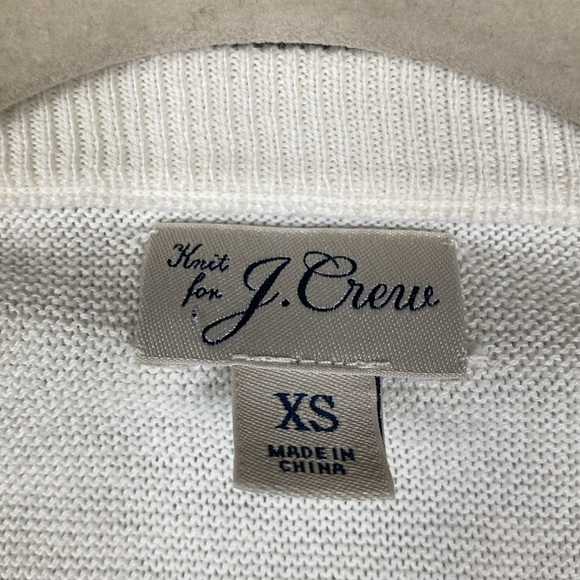 Knit
for J. Crew
XS
MADE IN
CHINA